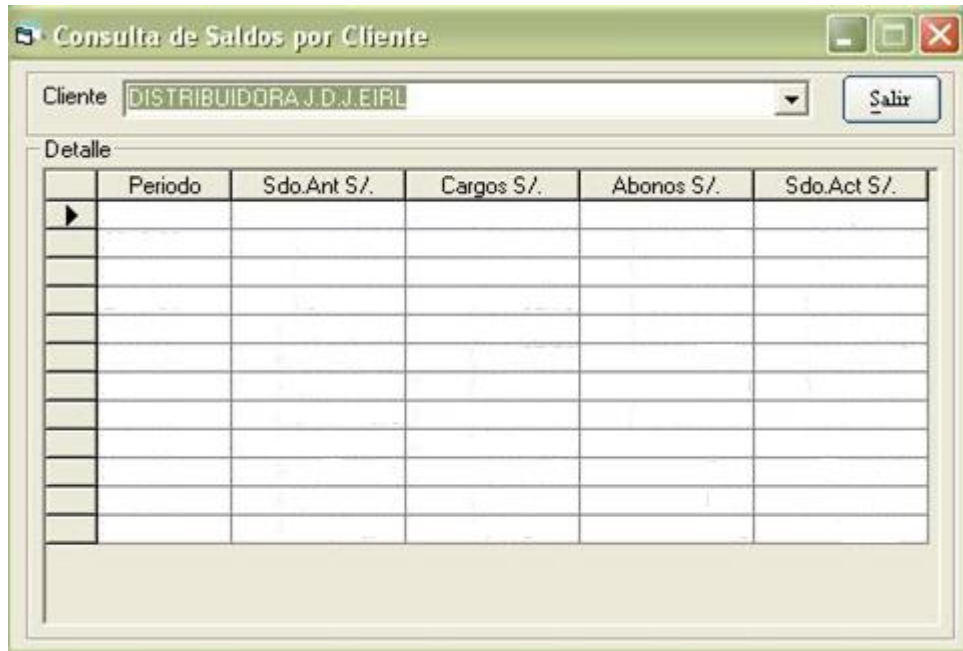 Consulta de Saldos por Cliente
Cliente DISTRIBUIDORA J.D.J.EIRL Salir
Detalle
Periodo Sdo.Ant S/. Cargos S/. Abonos S/. Sdo.Act S/.